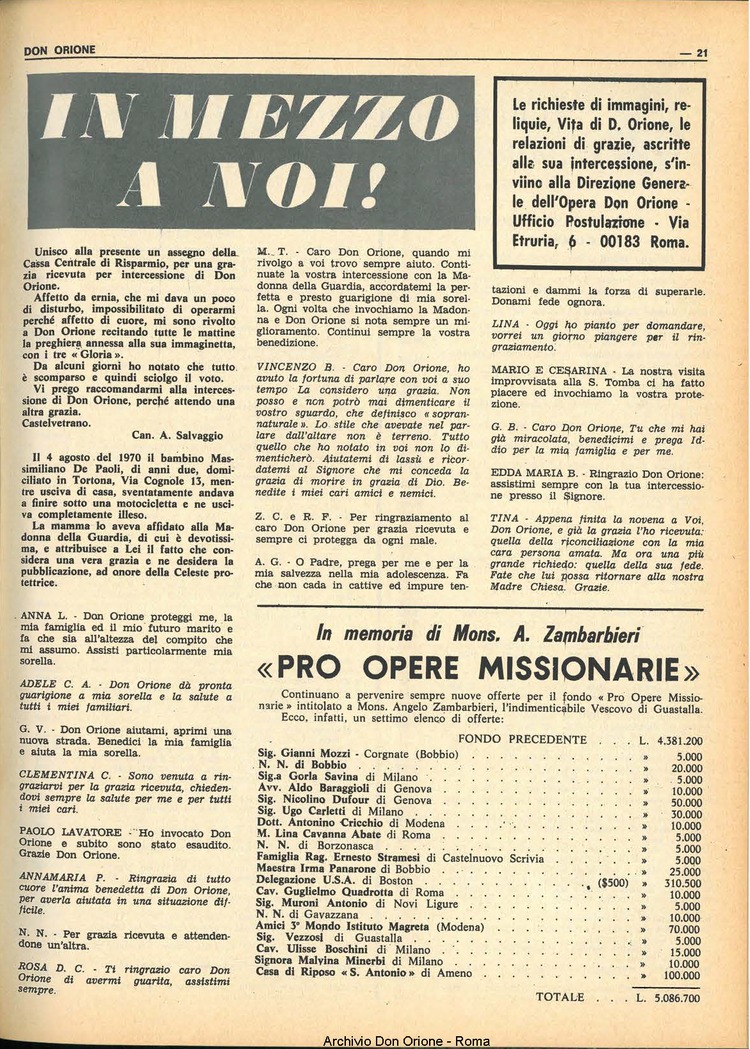 DON ORIONE
— 21
IN MEZZO
A NOI!
Le richieste di immagini, re-
liquie, Vita di D. Orione, le
relazioni di grazie, ascritte
alla sua intercessione, s'in-
viino alla Direzione Genera-
le dell'Opera Don Orione -
Ufficio Postulazione - Via
Etruria, 6 - 00183 Roma.
Unisco alla presente un assegno della
Cassa Centrale di Risparmio, per una gra-
zia ricevuta per intercessione di Don
Orione.
Affetto da ernia, che mi dava un poco
di disturbo, impossibilitato di operarmi
perché affetto di cuore, mi sono rivolto
a Don Orione recitando tutte le mattine
la preghiera annessa alla sua immaginetta,
con i tre «Gloria».
Da alcuni giorni ho notato che tutto
è scomparso e quindi sciolgo il voto.
Vi prego raccomandarmi alla interces-
sione di Don Orione, perché attendo una
altra grazia.
Castelvetrano.
Can. A. Salvaggio
Il 4 agosto del 1970 il bambino Mas-
similiano De Paoli, di anni due, domi-
ciliato in Tortona, Via Cognole 13, men-
tre usciva di casa, sventatamente andava
a finire sotto una motocicletta e ne usci-
va completamente illeso.
La mamma lo aveva affidato alla Ma-
donna della Guardia, di cui è devotissi-
ma, e attribuisce a Lei il fatto che con-
sidera una vera grazia e ne desidera la
pubblicazione, ad onore della Celeste pro-
tettrice.
ANNA L. - Don Orione proteggi me, la
mia famiglia ed il mio futuro marito e
fa che sia all'altezza del compito che
mi assumo. Assisti particolarmente mia
sorella.
ADELE C. A. - Don Orione dà pronta
guarigione a mia sorella e la salute a
tutti i miei familiari.
G. V. - Don Orione aiutami, aprimi una
nuova strada. Benedici la mia famiglia
e aiuta la mia sorella.
CLEMENTINA C. - Sono venuta a rin-
graziarvi per la grazia ricevuta, chieden-
dovi sempre la salute per me e per tutti
i miei cari.
PAOLO LAVATORE - Ho invocato Don
Orione e subito sono stato esaudito.
Grazie Don Orione.
ANNAMARIA P. - Ringrazia di tutto
cuore l'anima benedetta di Don Orione,
per averla aiutata in una situazione dif-
ficile.
N. N. - Per grazia ricevuta e attenden-
done un'altra.
ROSA D. C. - Ti ringrazio caro Don
Orione di avermi guarita, assistimi
sempre.
M. T. - Caro Don Orione, quando mi
rivolgo a voi trovo sempre aiuto. Conti-
nuate la vostra intercessione con la Ma-
donna della Guardia, accordatemi la per-
fetta e presto guarigione di mia sorel-
la. Ogni volta che invochiamo la Madon-
na e Don Orione si nota sempre un mi-
glioramento. Continui sempre la vostra
benedizione.
VINCENZO B. - Caro Don Orione, ho
avuto la fortuna di parlare con voi a suo
tempo La considero una grazia. Non
posso e non potrò mai dimenticare il
vostro sguardo, che definisco «sopran-
naturale». Lo stile che avevate nel par-
lare dall'altare non è terreno. Tutto
quello che ho notato in voi non lo di-
menticherò. Aiutatemi di lassù e ricor-
datemi al Signore che mi conceda la
grazia di morire in grazia di Dio. Be-
nedite i miei cari amici e nemici.
Z. C. e R. F. - Per ringraziamento al
caro Don Orione per grazia ricevuta e
sempre ci protegga da ogni male.
A. G. - O Padre, prega per me e per la
mia salvezza nella mia adolescenza. Fa
che non cada in cattive ed impure ten-
tazioni e dammi la forza di superarle.
Donami fede ognora.
LINA - Oggi ho pianto per domandare,
vorrei un giorno piangere per il rin-
graziamento.
MARIO E CESARINA - La nostra visita
improvvisata alla S. Tomba ci ha fatto
piacere ed invochiamo la vostra prote-
zione.
G. B. - Caro Don Orione, Tu che mi hai
già miracolata, benedicimi e prega Id-
dio per la mia famiglia e per me.
EDDA MARIA B. - Ringrazio Don Orione:
assistimi sempre con la tua intercessio-
ne presso il Signore.
TINA - Appena finita la novena a Voi,
Don Orione, e già la grazia l'ho ricevuta:
quella della riconciliazione con la mia
cara persona amata. Ma ora una più
grande richiedo: quella della sua fede.
Fate che lui possa ritornare alla nostra
Madre Chiesa. Grazie.
In memoria di Mons. A. Zambarbieri
«PRO OPERE MISSIONARIE»
Continuano a pervenire sempre nuove offerte per il fondo «Pro Opere Missio-
narie» intitolato a Mons. Angelo Zambarbieri, l'indimenticabile Vescovo di Guastalla.
Ecco, infatti, un settimo elenco di offerte:
FONDO PRECEDENTE . . . L. 4.381.200
Sig. Gianni Mozzi - Corgnate (Bobbio) » 5.000
N. N. di Bobbio » 20.000
Sig.a Gorla Savina di Milano » 5.000
Avv. Aldo Baraggioli di Genova » 10.000
Sig. Nicolino Dufour di Genova » 50.000
Sig. Ugo Carletti di Milano » 30.000
Dott. Antonino Cricchio di Modena » 10.000
M. Lina Cavanna Abate di Roma » 5.000
N. N. di Borzonasca » 5.000
Famiglia Rag. Ernesto Stramesi di Castelnuovo Scrivia » 5.000
Maestra Irma Panarone di Bobbio » 25.000
Delegazione U.S.A. di Boston ($500) » 310.500
Cav. Guglielmo Quadrotta di Roma » 10.000
Sig. Muroni Antonio di Novi Ligure » 5.000
N. N. di Gavazzana » 10.000
Amici 3° Mondo Istituto Magreta (Modena) » 70.000
Sig. Vezzosi di Guastalla » 5.000
Cav. Ulisse Boschini di Milano » 15.000
Signora Malvina Minerbi di Milano » 10.000
Casa di Riposo «S. Antonio» di Ameno » 100.000
TOTALE . . . L. 5.086.700
Archivio Don Orione - Roma